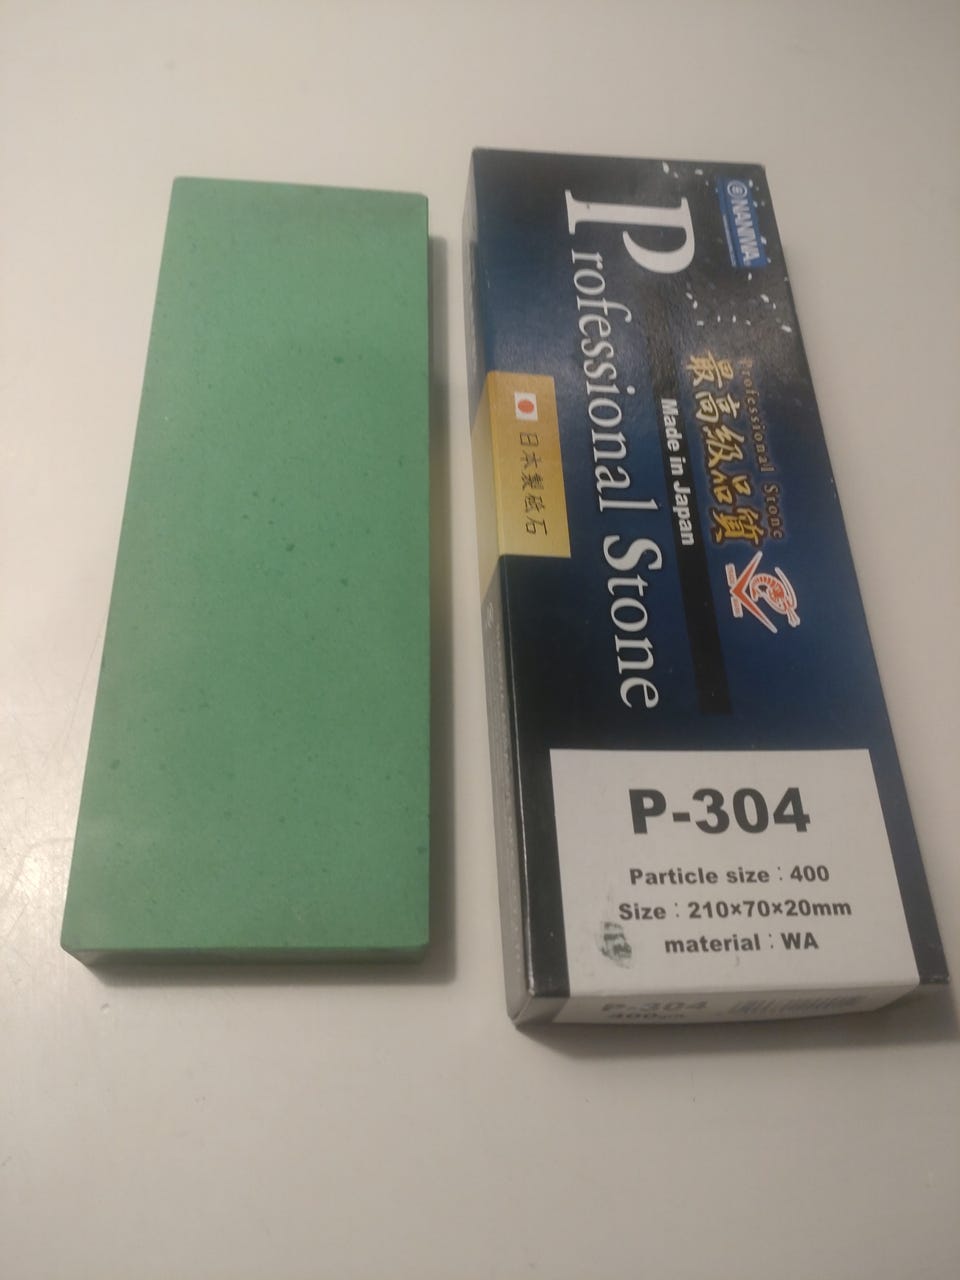 NANIWA
Professional Stone
最高級品質
Professional Stone
Made in Japan
日本製砥石
P-304
Particle size : 400
Size : 210×70×20mm
material : WA
P-304